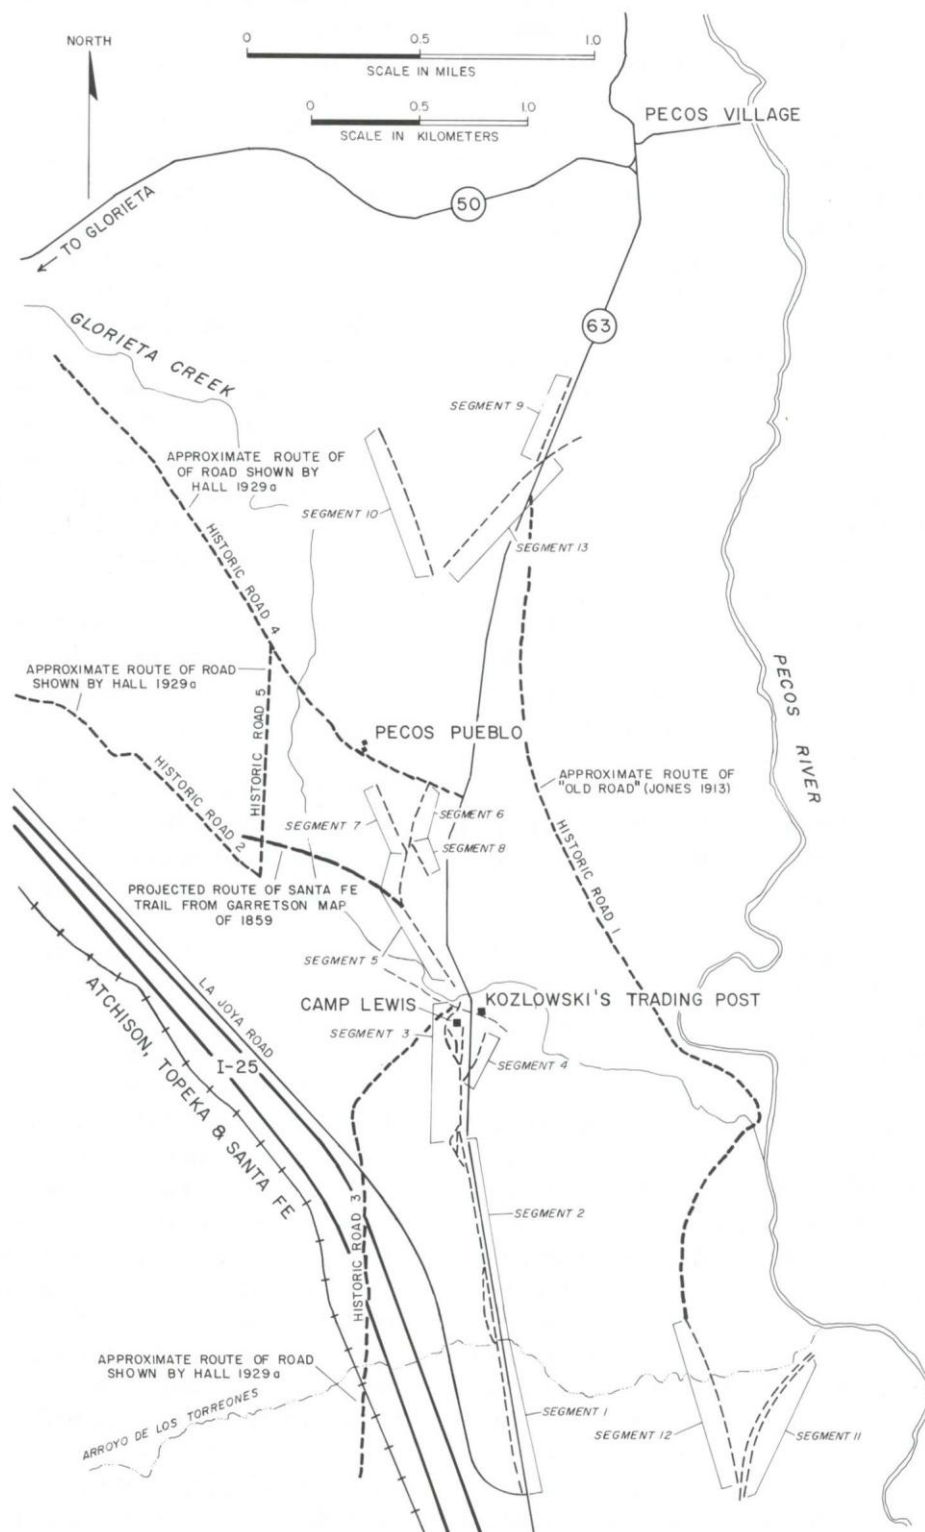 NORTH
0 0.5 1.0
SCALE IN MILES
0 0.5 1.0
SCALE IN KILOMETERS
PECOS VILLAGE
50
TO GLORIETA
63
GLORIETA CREEK
SEGMENT 9
APPROXIMATE ROUTE OF
OF ROAD SHOWN BY
HALL 1929a
SEGMENT 10
SEGMENT 13
HISTORIC ROAD 4
APPROXIMATE ROUTE OF ROAD
SHOWN BY HALL 1929a
HISTORIC ROAD 5
PECOS RIVER
PECOS PUEBLO
HISTORIC ROAD 2
APPROXIMATE ROUTE OF
"OLD ROAD" (JONES 1913)
SEGMENT 7
SEGMENT 6
SEGMENT 8
HISTORIC ROAD 1
PROJECTED ROUTE OF SANTA FE
TRAIL FROM GARRETSON MAP
OF 1859
SEGMENT 5
LA JOYA ROAD
CAMP LEWIS
KOZLOWSKI'S TRADING POST
SEGMENT 3
SEGMENT 4
I-25
ATCHISON, TOPEKA & SANTA FE
HISTORIC ROAD 3
SEGMENT 2
APPROXIMATE ROUTE OF ROAD
SHOWN BY HALL 1929a
ARROYO DE LOS TORREONES
SEGMENT 1
SEGMENT 12
SEGMENT 11